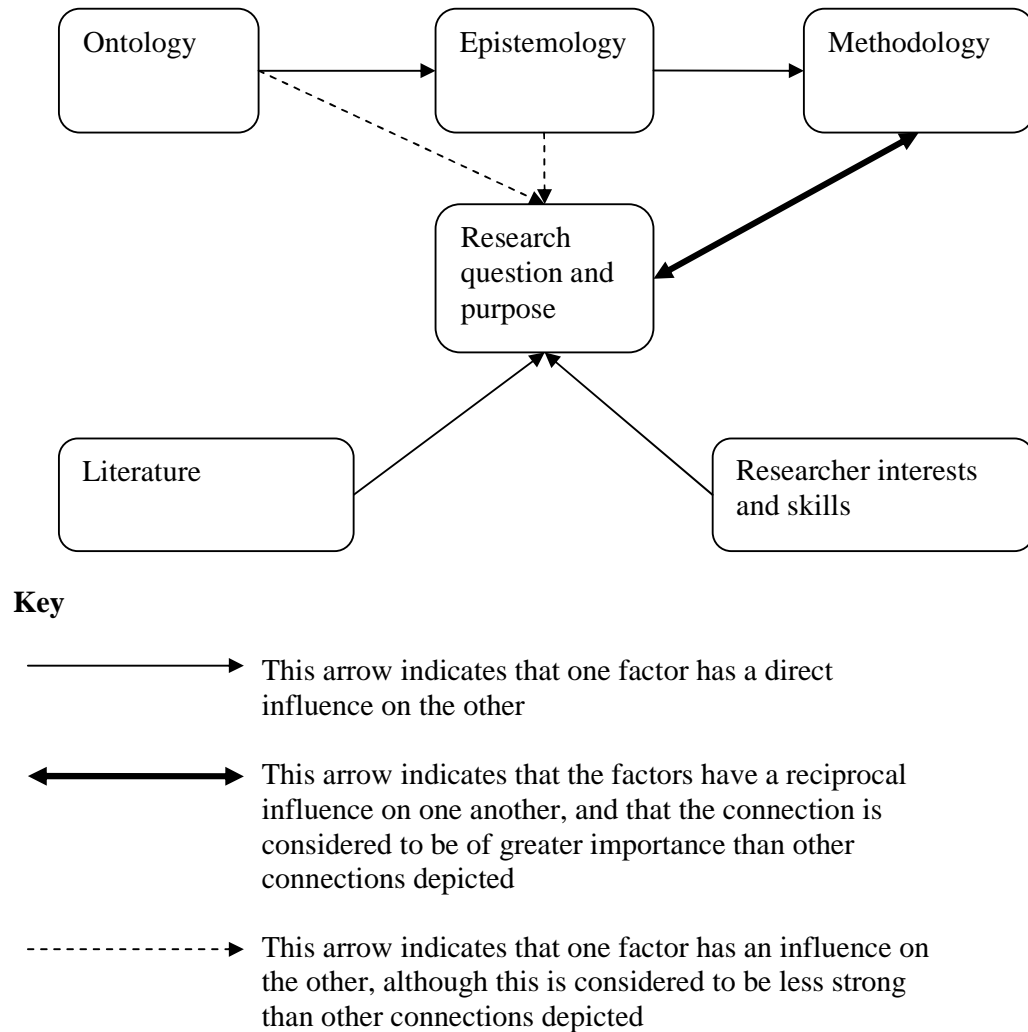 Ontology
Epistemology
Methodology
Research
question and
purpose
Literature
Researcher interests
and skills
Key
This arrow indicates that one factor has a direct
influence on the other
This arrow indicates that the factors have a reciprocal
influence on one another, and that the connection is
considered to be of greater importance than other
connections depicted
This arrow indicates that one factor has an influence on
the other, although this is considered to be less strong
than other connections depicted